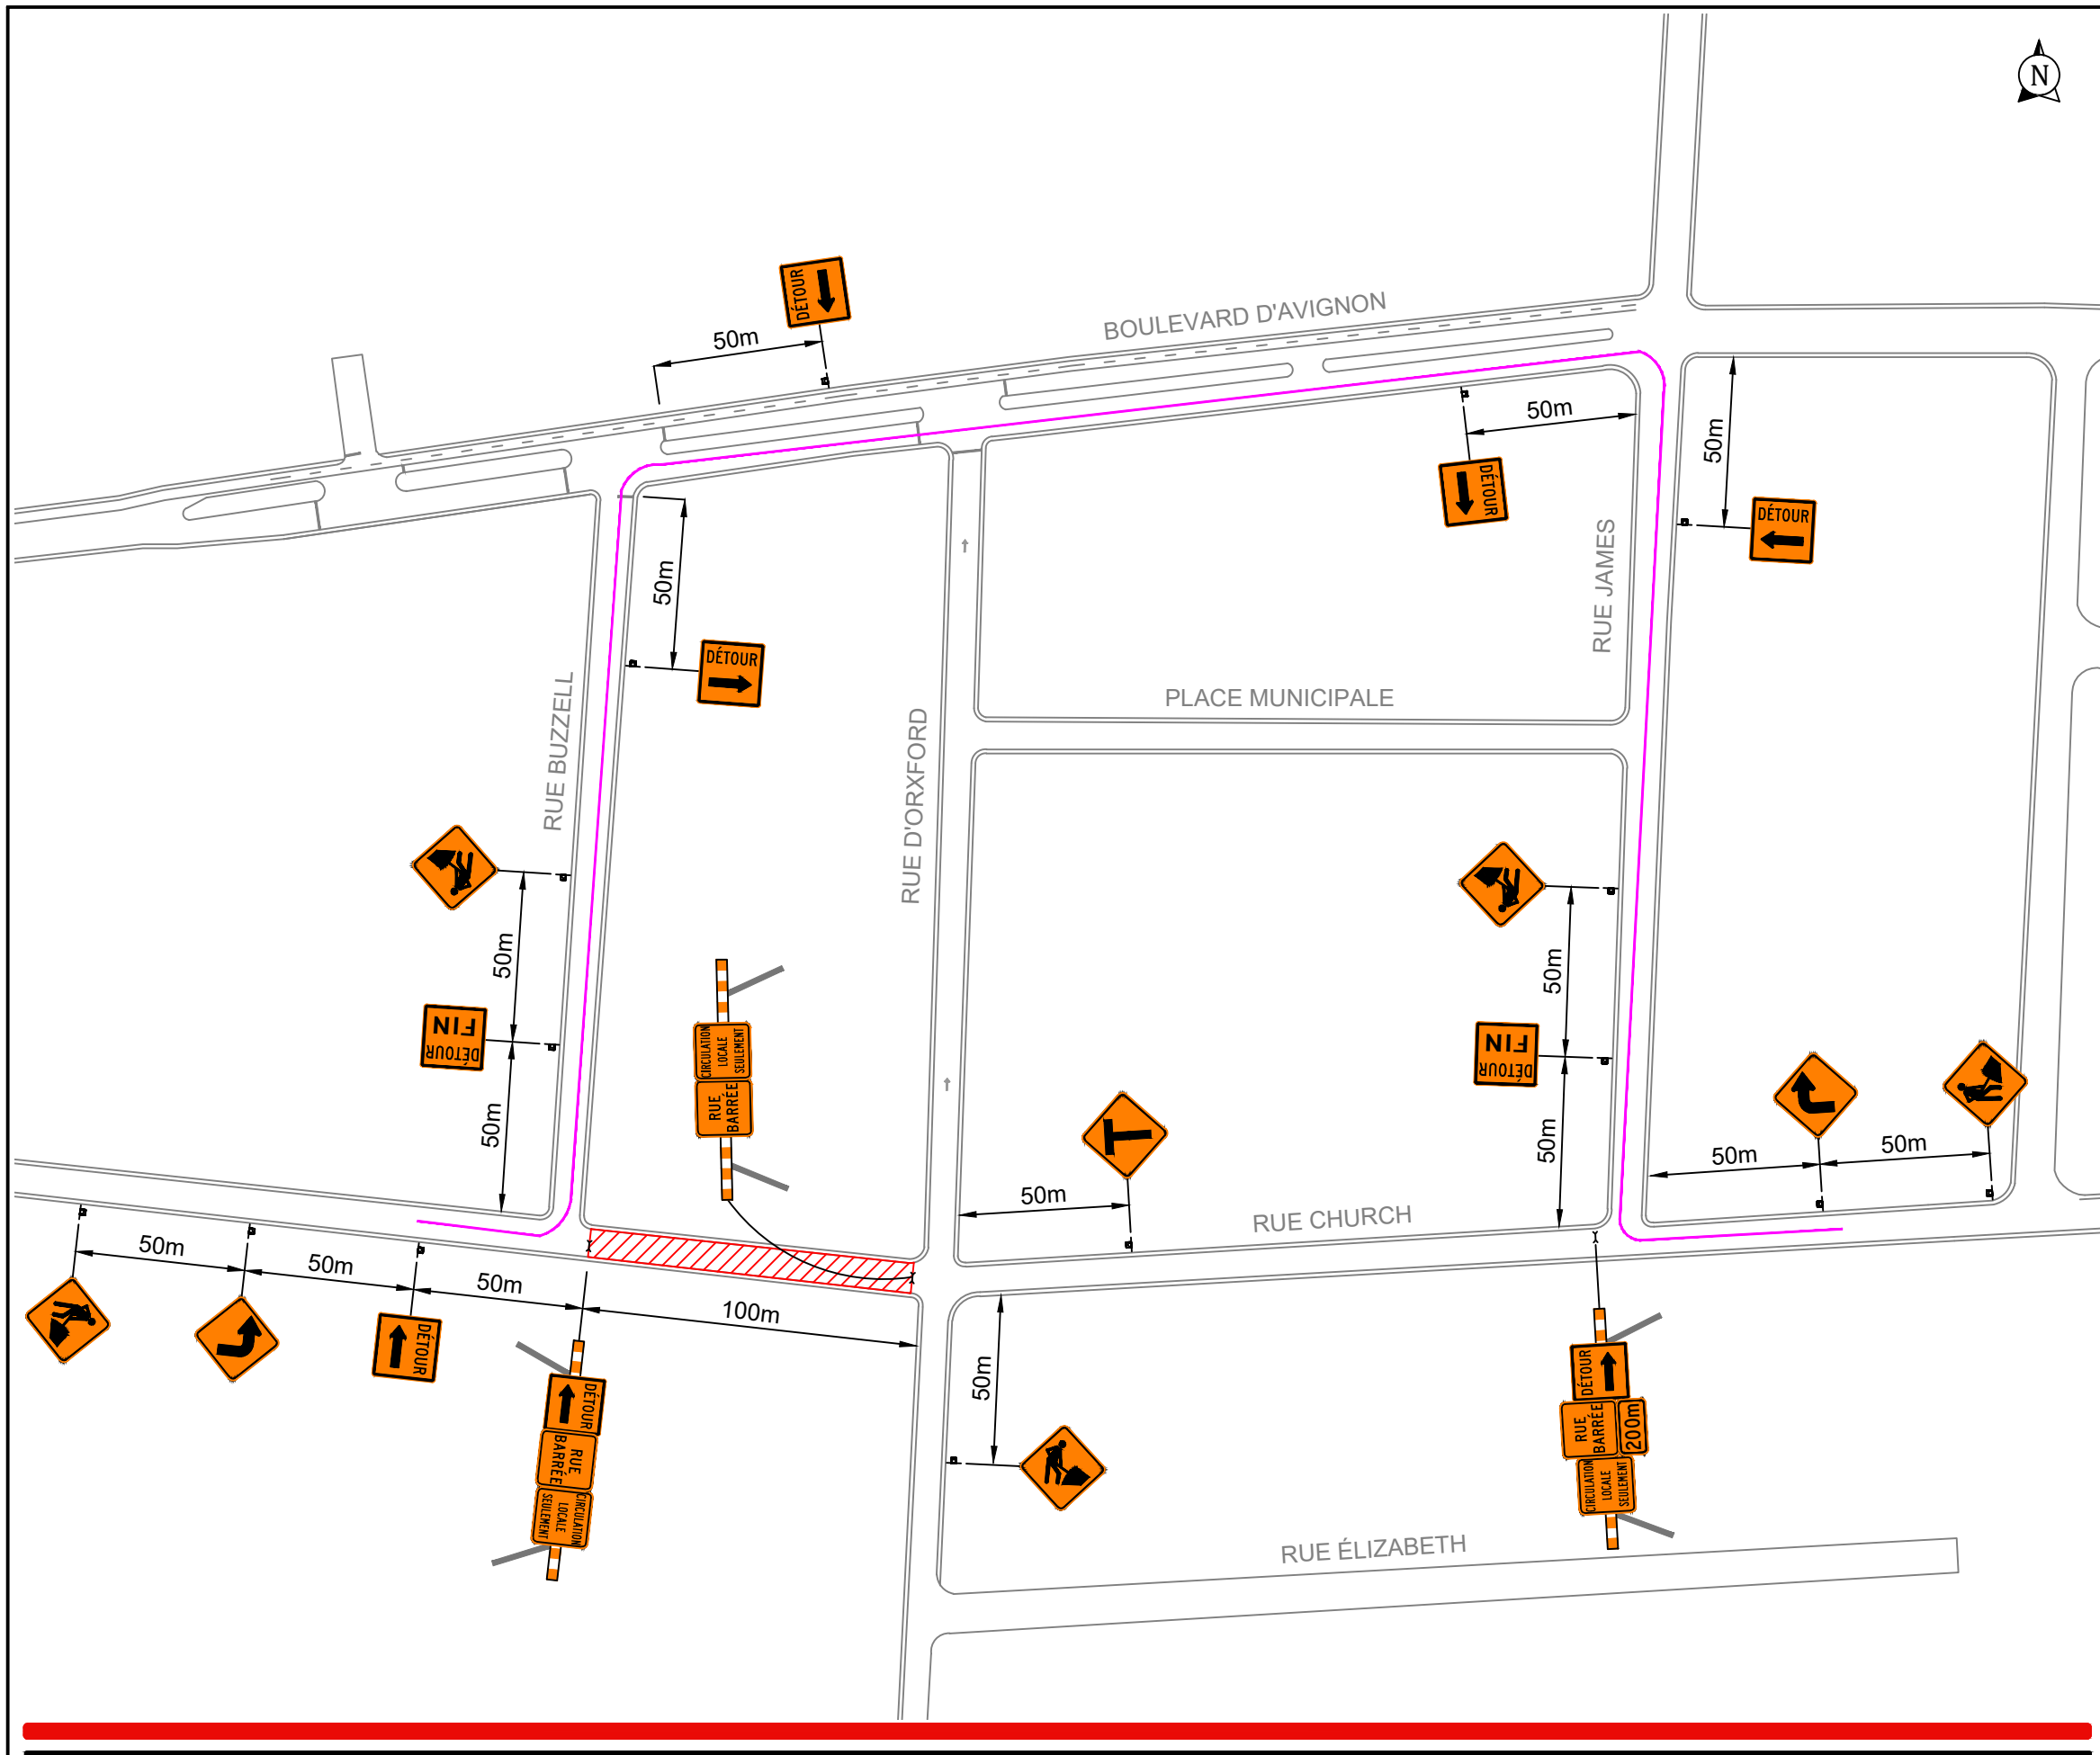 N
DÉTOUR
50m
BOULEVARD D'AVIGNON
50m
DÉTOUR
50m
DÉTOUR
50m
DÉTOUR
RUE JAMES
RUE BUZZELL
PLACE MUNICIPALE
RUE D'ORXFORD
50m
DÉTOUR
FIN
50m
CIRCULATION
LOCALE
SEULEMENT
RUE
BARRÉE
50m
DÉTOUR
FIN
50m
50m
RUE CHURCH
50m
50m
50m
50m
DÉTOUR
50m
100m
DÉTOUR
RUE
BARRÉE
CIRCULATION
LOCALE
SEULEMENT
50m
DÉTOUR
RUE
BARRÉE
200m
CIRCULATION
LOCALE
SEULEMENT
RUE ÉLIZABETH